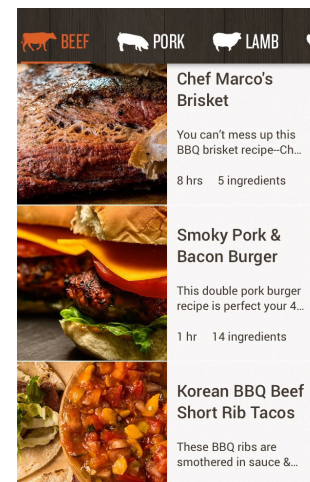 BEEF PORK LAMB
Chef Marco's
Brisket
You can't mess up this
BBQ brisket recipe--Ch...
8 hrs 5 ingredients
Smoky Pork &
Bacon Burger
This double pork burger
recipe is perfect your 4...
1 hr 14 ingredients
Korean BBQ Beef
Short Rib Tacos
These BBQ ribs are
smothered in sauce &...